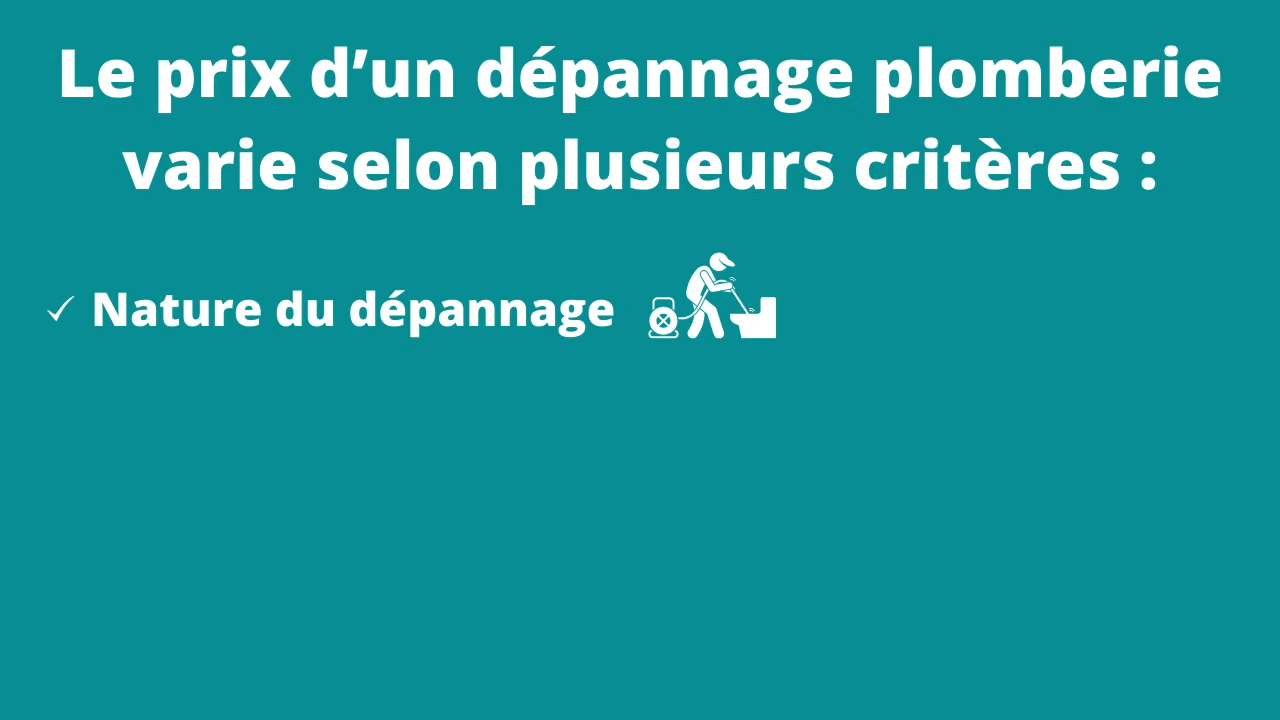 Le prix d’un dépannage plomberie
varie selon plusieurs critères :
✓ Nature du dépannage